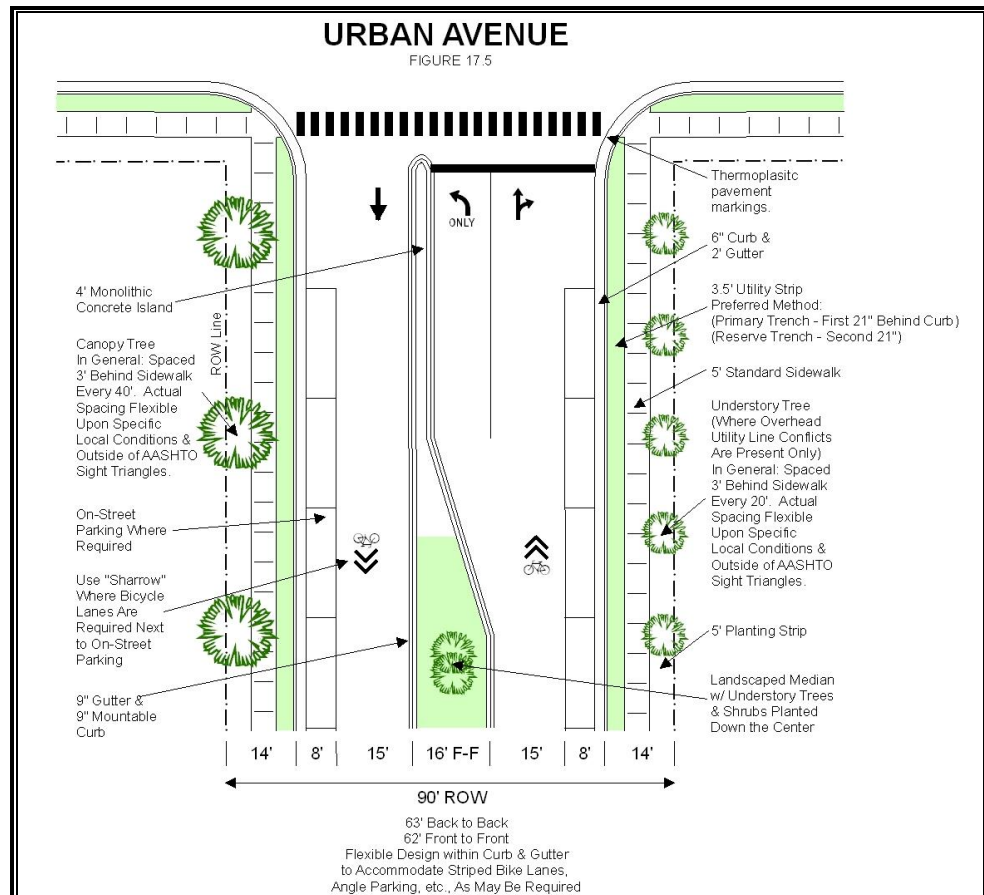 URBAN AVENUE
FIGURE 17.5
ONLY
4' Monolithic
Concrete Island
ROW Line
Canopy Tree
In General: Spaced
3' Behind Sidewalk
Every 40'. Actual
Spacing Flexible
Upon Specific
Local Conditions &
Outside of AASHTO
Sight Triangles.
On-Street
Parking Where
Required
Use "Sharrow"
Where Bicycle
Lanes Are
Required Next
to On-Street
Parking
9" Gutter &
9" Mountable
Curb
Thermoplasitc
pavement
markings.
6" Curb &
2' Gutter
3.5' Utility Strip
Preferred Method:
(Primary Trench - First 21" Behind Curb)
(Reserve Trench - Second 21")
5' Standard Sidewalk
Understory Tree
(Where Overhead
Utility Line Conflicts
Are Present Only)
In General: Spaced
3' Behind Sidewalk
Every 20'. Actual
Spacing Flexible
Upon Specific
Local Conditions &
Outside of AASHTO
Sight Triangles.
5' Planting Strip
Landscaped Median
w/ Understory Trees
& Shrubs Planted
Down the Center
14' 8' 15' 16' F-F 15' 8' 14'
90' ROW
63' Back to Back
62' Front to Front
Flexible Design within Curb & Gutter
to Accommodate Striped Bike Lanes,
Angle Parking, etc., As May Be Required